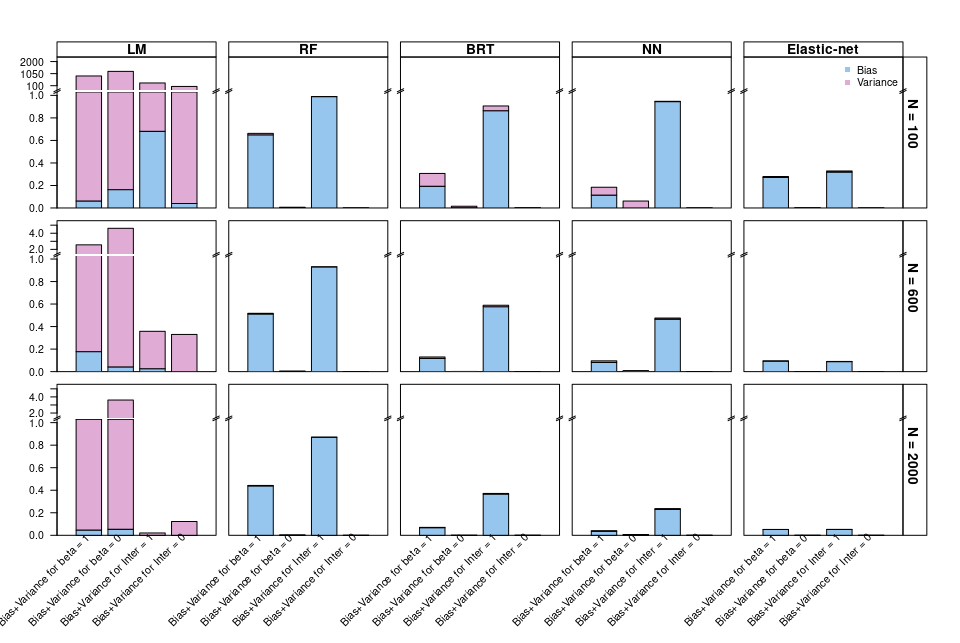 LM RF BRT NN Elastic-net
2000
1050
100
1.0
0.8
0.6
0.4
0.2
0.0
Bias
Variance
N = 100
4.0
2.0
1.0
0.8
0.6
0.4
0.2
0.0
N = 600
4.0
2.0
1.0
0.8
0.6
0.4
0.2
0.0
N = 2000
Bias+Variance for beta = 1
Bias+Variance for beta = 0
Bias+Variance for Inter = 1
Bias+Variance for Inter = 0
Bias+Variance for beta = 1
Bias+Variance for beta = 0
Bias+Variance for Inter = 1
Bias+Variance for Inter = 0
Bias+Variance for beta = 1
Bias+Variance for beta = 0
Bias+Variance for Inter = 1
Bias+Variance for Inter = 0
Bias+Variance for beta = 1
Bias+Variance for beta = 0
Bias+Variance for Inter = 1
Bias+Variance for Inter = 0
Bias+Variance for beta = 1
Bias+Variance for beta = 0
Bias+Variance for Inter = 1
Bias+Variance for Inter = 0